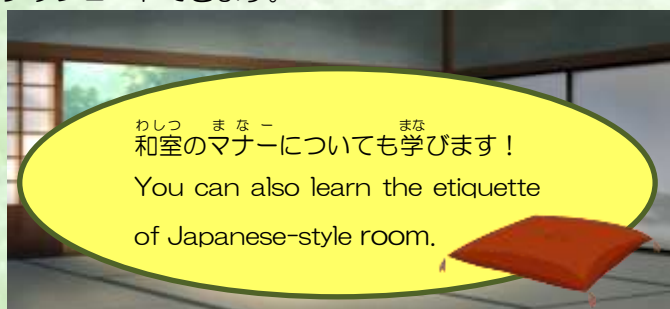 わしつ まなー まな
和室のマナーについても学びます！
You can also learn the etiquette
of Japanese-style room.